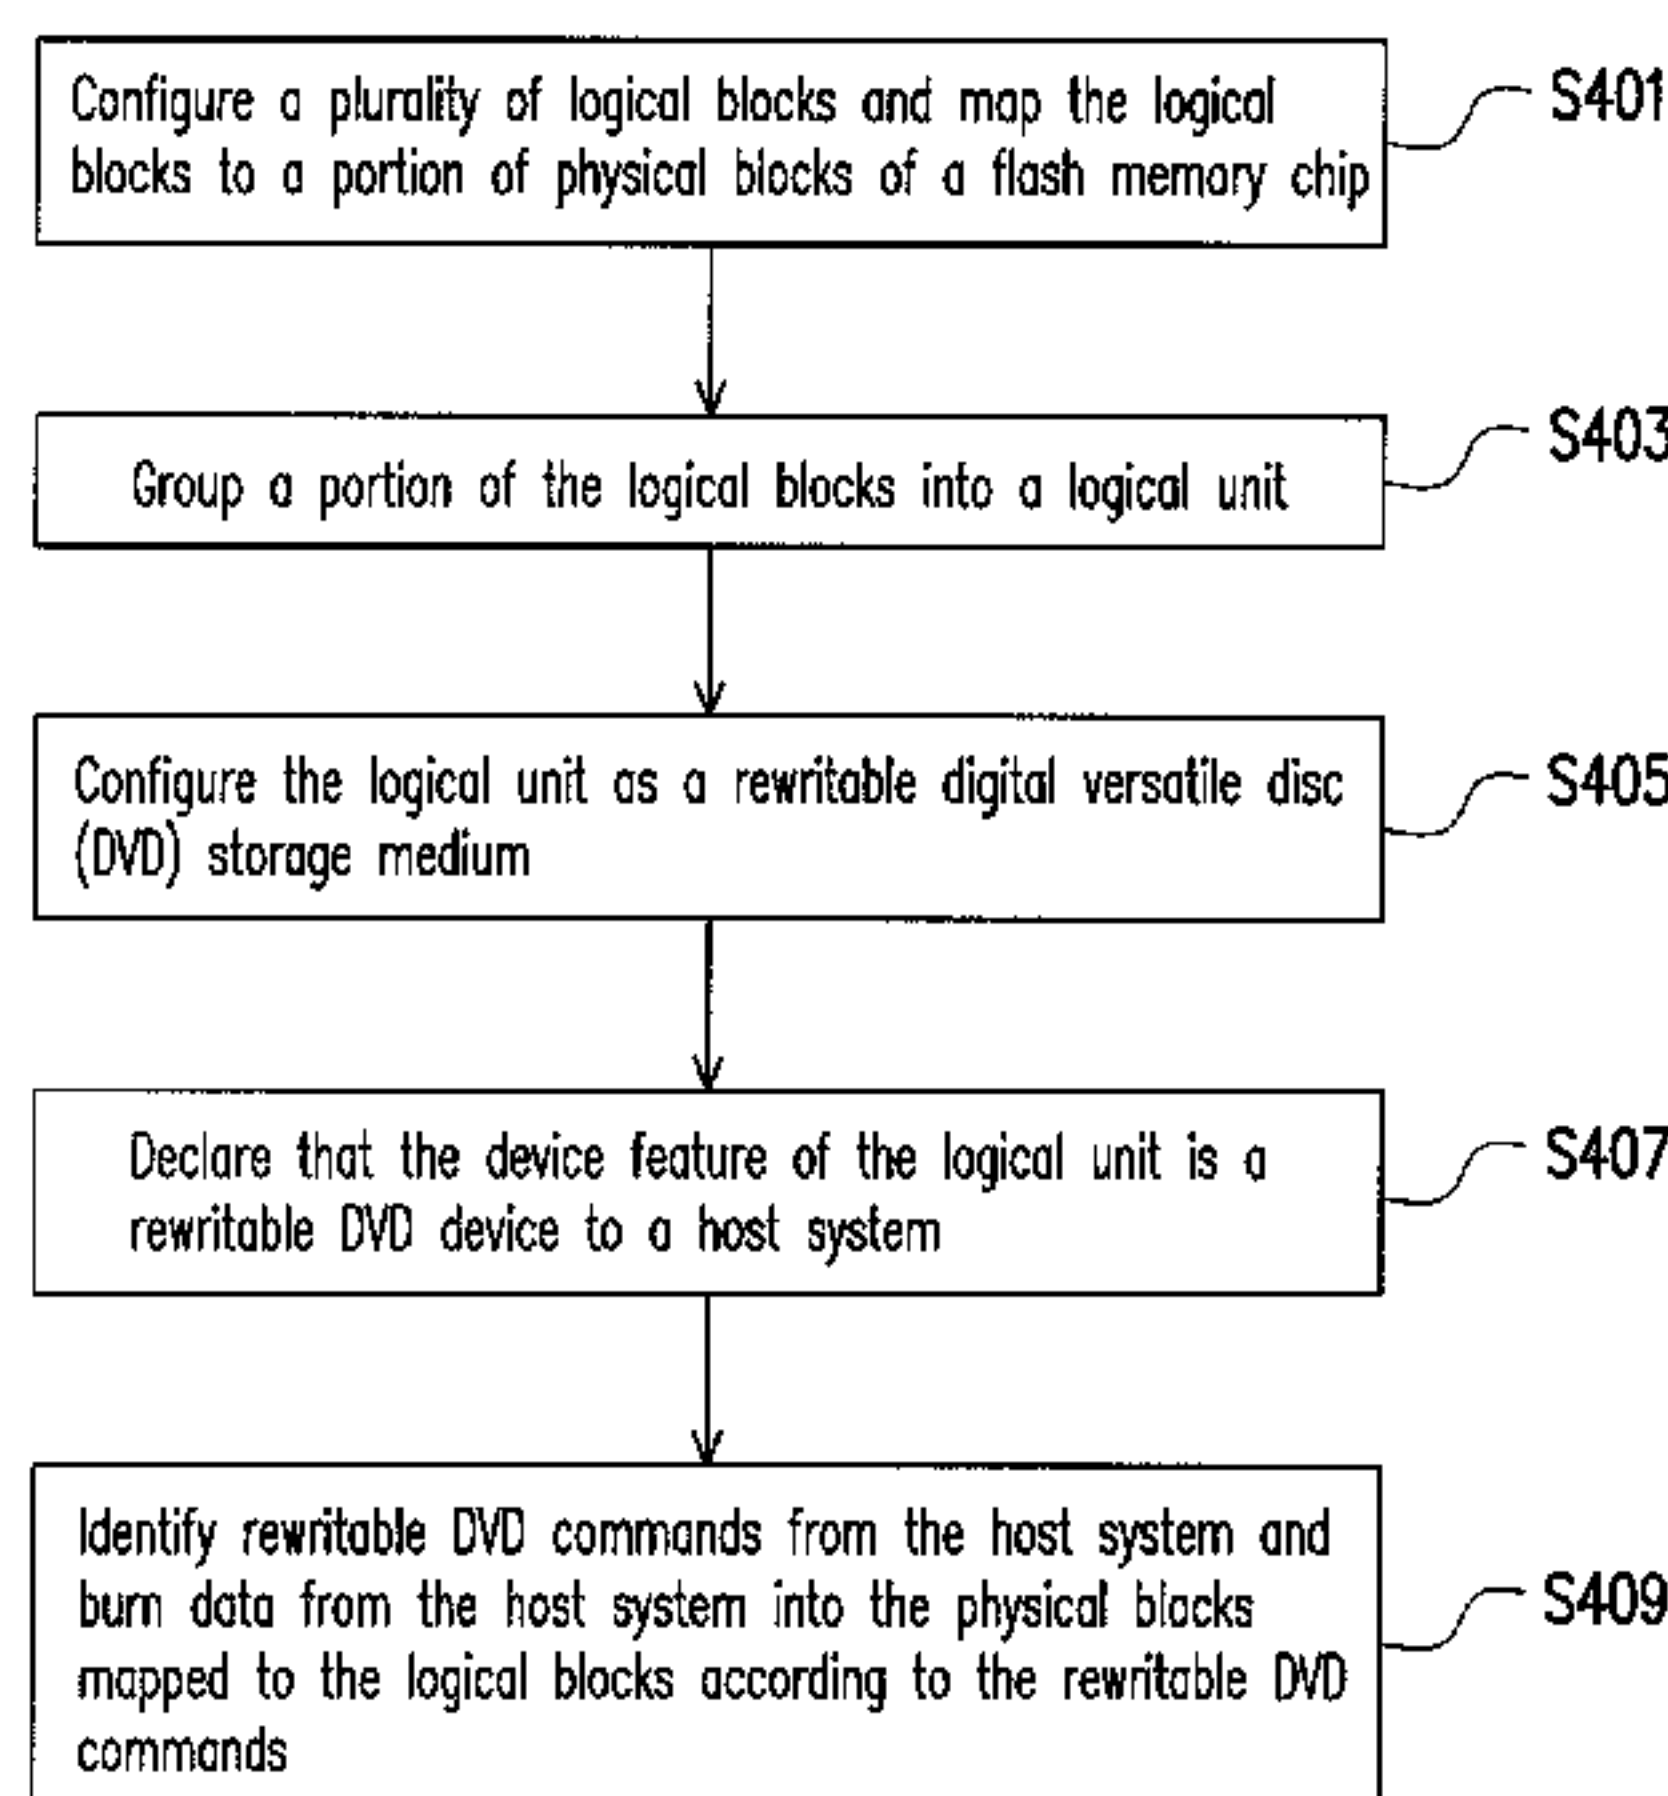 Configure a plurality of logical blocks and map the logical
blocks to a portion of physical blocks of a flash memory chip
S401
Group a portion of the logical blocks into a logical unit
S403
Configure the logical unit as a rewritable digital versatile disc
(DVD) storage medium
S405
Declare that the device feature of the logical unit is a
rewritable DVD device to a host system
S407
Identify rewritable DVD commands from the host system and
burn data from the host system into the physical blocks
mapped to the logical blocks according to the rewritable DVD
commands
S409